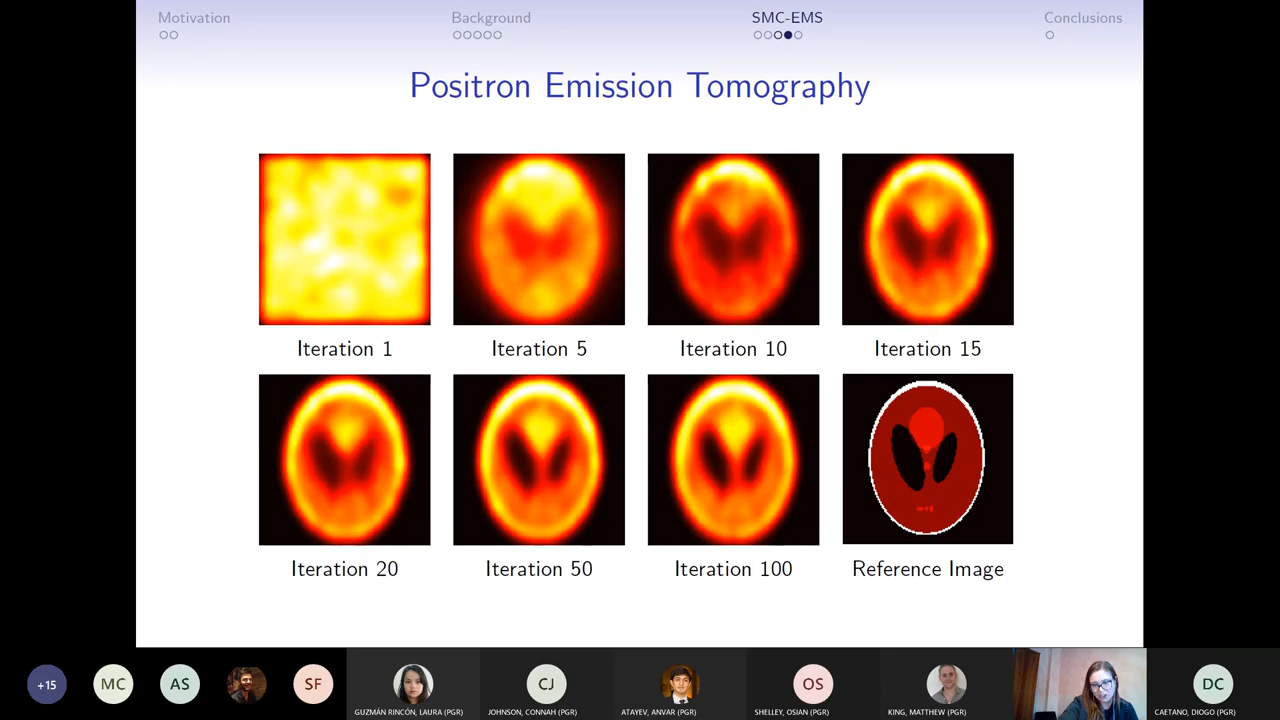 Motivation Background SMC-EMS Conclusions
Positron Emission Tomography
Iteration 1 Iteration 5 Iteration 10 Iteration 15
Iteration 20 Iteration 50 Iteration 100 Reference Image
+15 MC AS SF CJ OS DC
GUZMÁN RINCÓN, LAURA (PGR) JOHNSON, CONNAH (PGR) ATAYEV, ANVAR (PGR) SHELLEY, OSIAN (PGR) KING, MATTHEW (PGR) CAETANO, DIOGO (PGR)